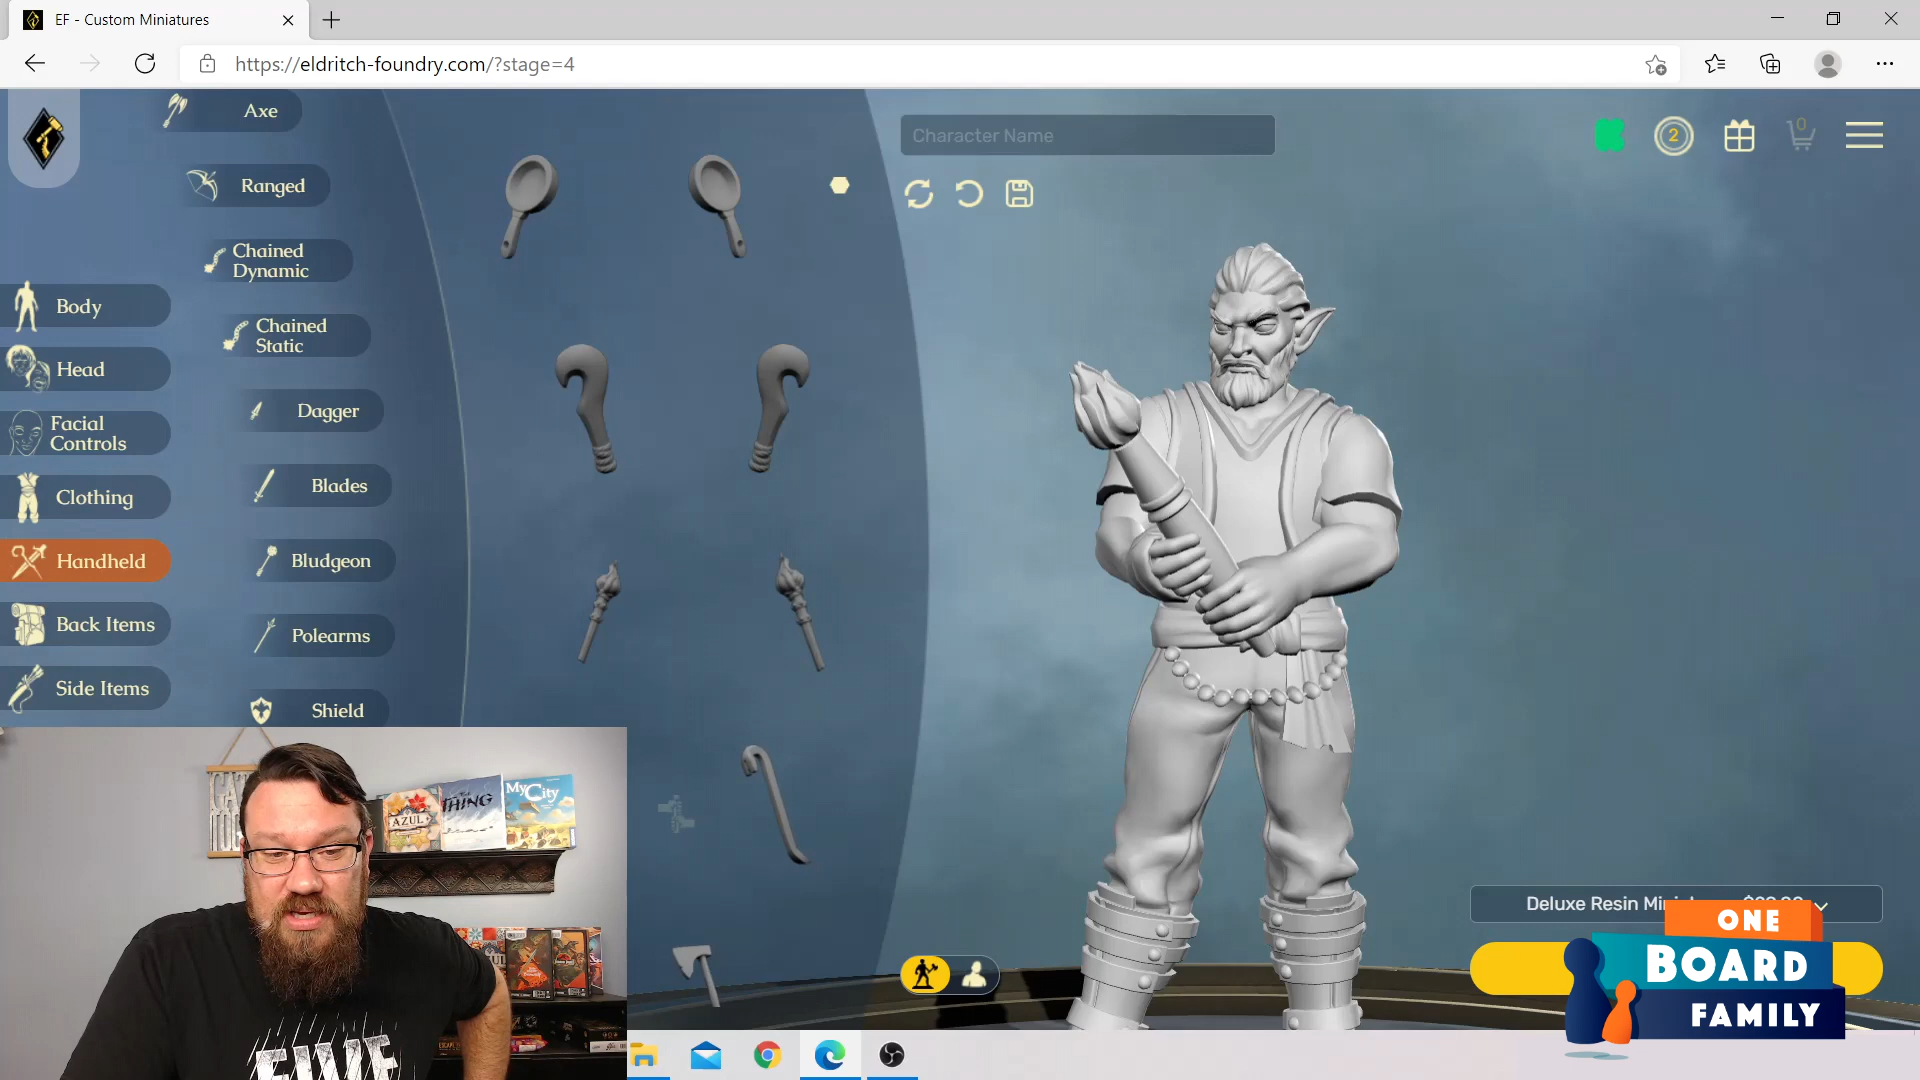 EF - Custom Miniatures
https://eldritch-foundry.com/?stage=4
Axe
Ranged
Chained
Dynamic
Chained
Static
Dagger
Blades
Bludgeon
Polearms
Shield
Body
Head
Facial
Controls
Clothing
Handheld
Back Items
Side Items
Character Name
2
0
Deluxe Resin
ONE
BOARD
FAMILY
AZUL
THING
My City